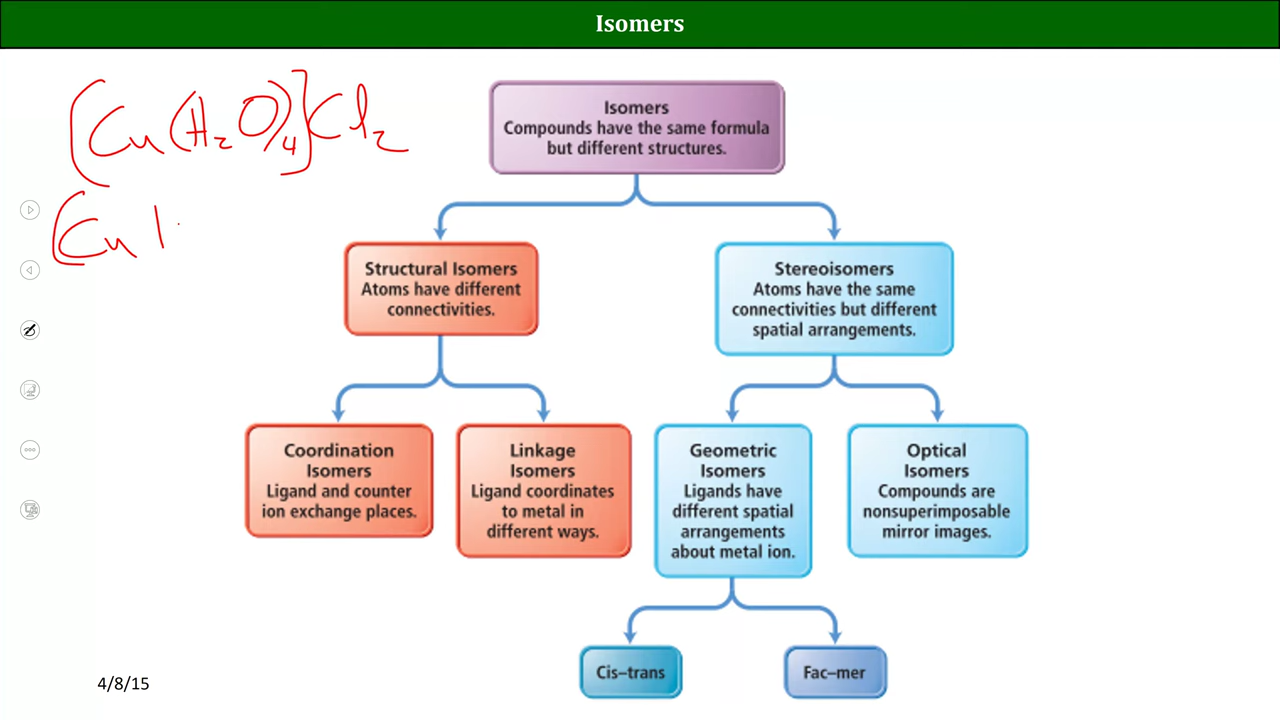 Isomers
[Cu(H₂O)₄]Cl₂
[Cu
Isomers
Compounds have the same formula
but different structures.
Structural Isomers
Atoms have different
connectivities.
Stereoisomers
Atoms have the same
connectivities but different
spatial arrangements.
Coordination
Isomers
Ligand and counter
ion exchange places.
Linkage
Isomers
Ligand coordinates
to metal in
different ways.
Geometric
Isomers
Ligands have
different spatial
arrangements
about metal ion.
Optical
Isomers
Compounds are
nonsuperimposable
mirror images.
Cis–trans
Fac–mer
4/8/15